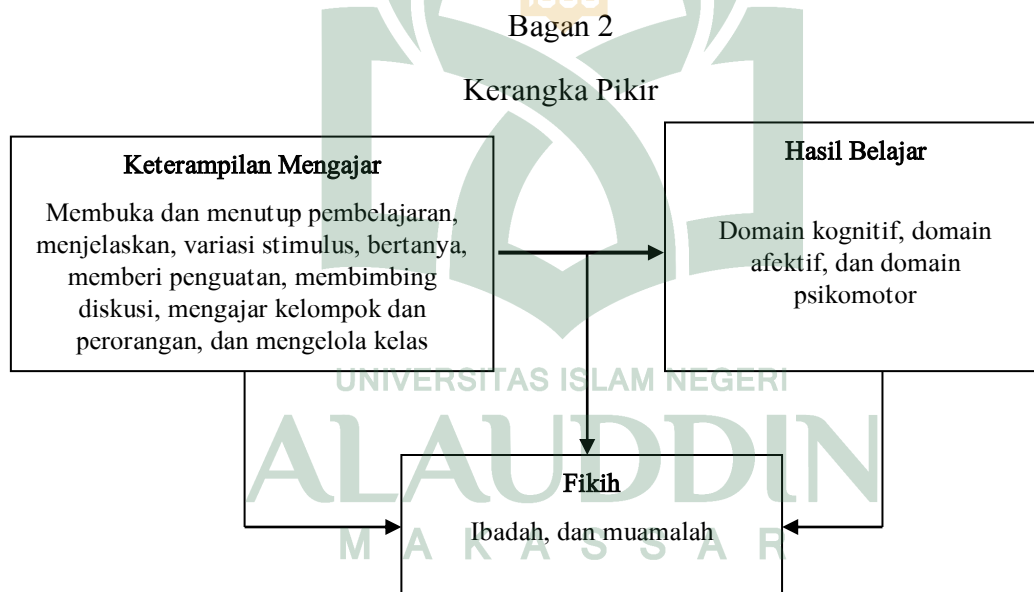 Bagan 2
Kerangka Pikir
Keterampilan Mengajar
Membuka dan menutup pembelajaran,
menjelaskan, variasi stimulus, bertanya,
memberi penguatan, membimbing
diskusi, mengajar kelompok dan
perorangan, dan mengelola kelas
Hasil Belajar
Domain kognitif, domain
afektif, dan domain
psikomotor
UNIVERSITAS ISLAM NEGERI
ALAUDDIN
MAKASSAR
Fikih
Ibadah, dan muamalah